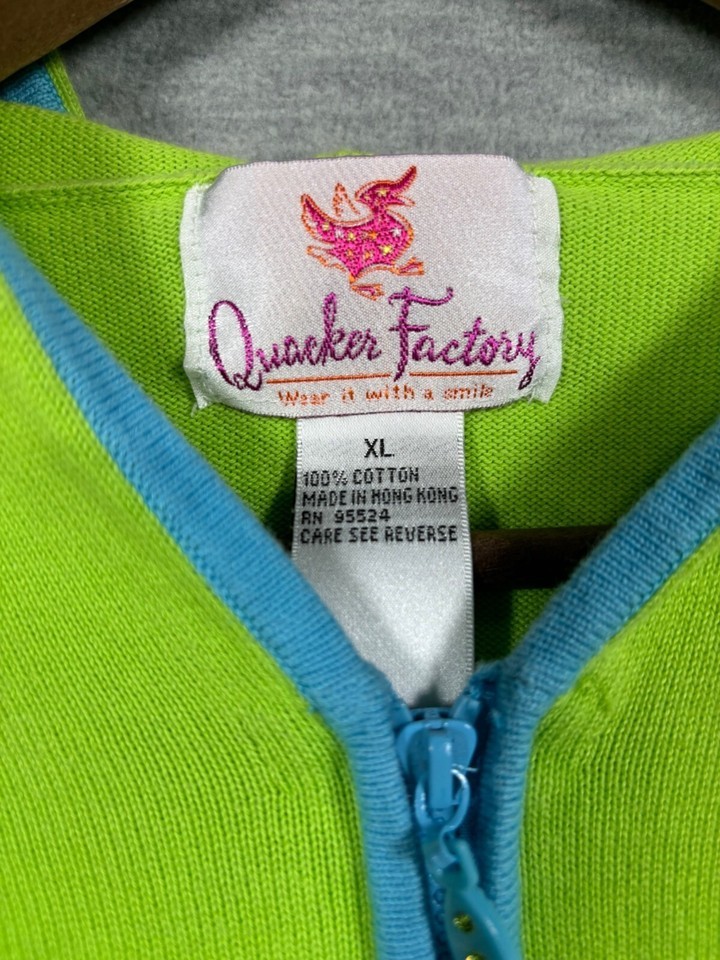 Quacker Factory
Wear it with a smile
XL
100% COTTON
MADE IN HONG KONG
RN 95524
CARE SEE REVERSE